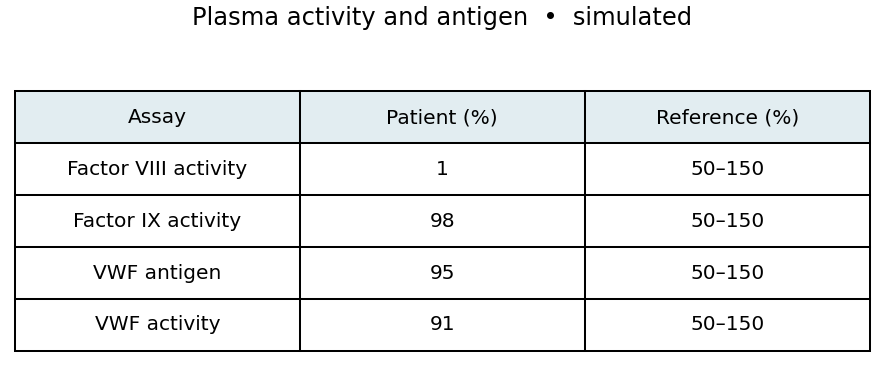 Plasma activity and antigen • simulated
Assay Patient (%) Reference (%)
Factor VIII activity 1 50–150
Factor IX activity 98 50–150
VWF antigen 95 50–150
VWF activity 91 50–150